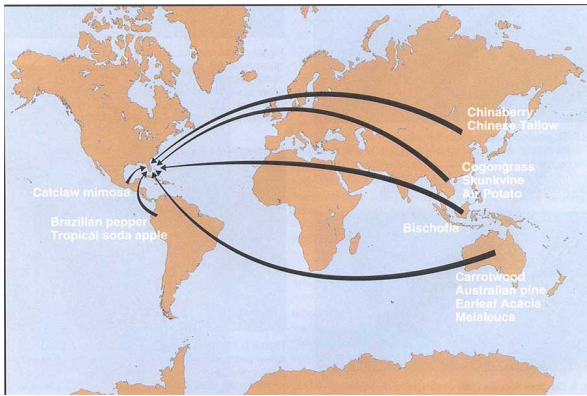 Chinaberry
Chinese Tallow
Cogongrass
Skunkvine
Air Potato
Catclaw mimosa
Brazilian pepper
Tropical soda apple
Bischofia
Carrotwood
Australian pine
Earleaf Acacia
Melaleuca